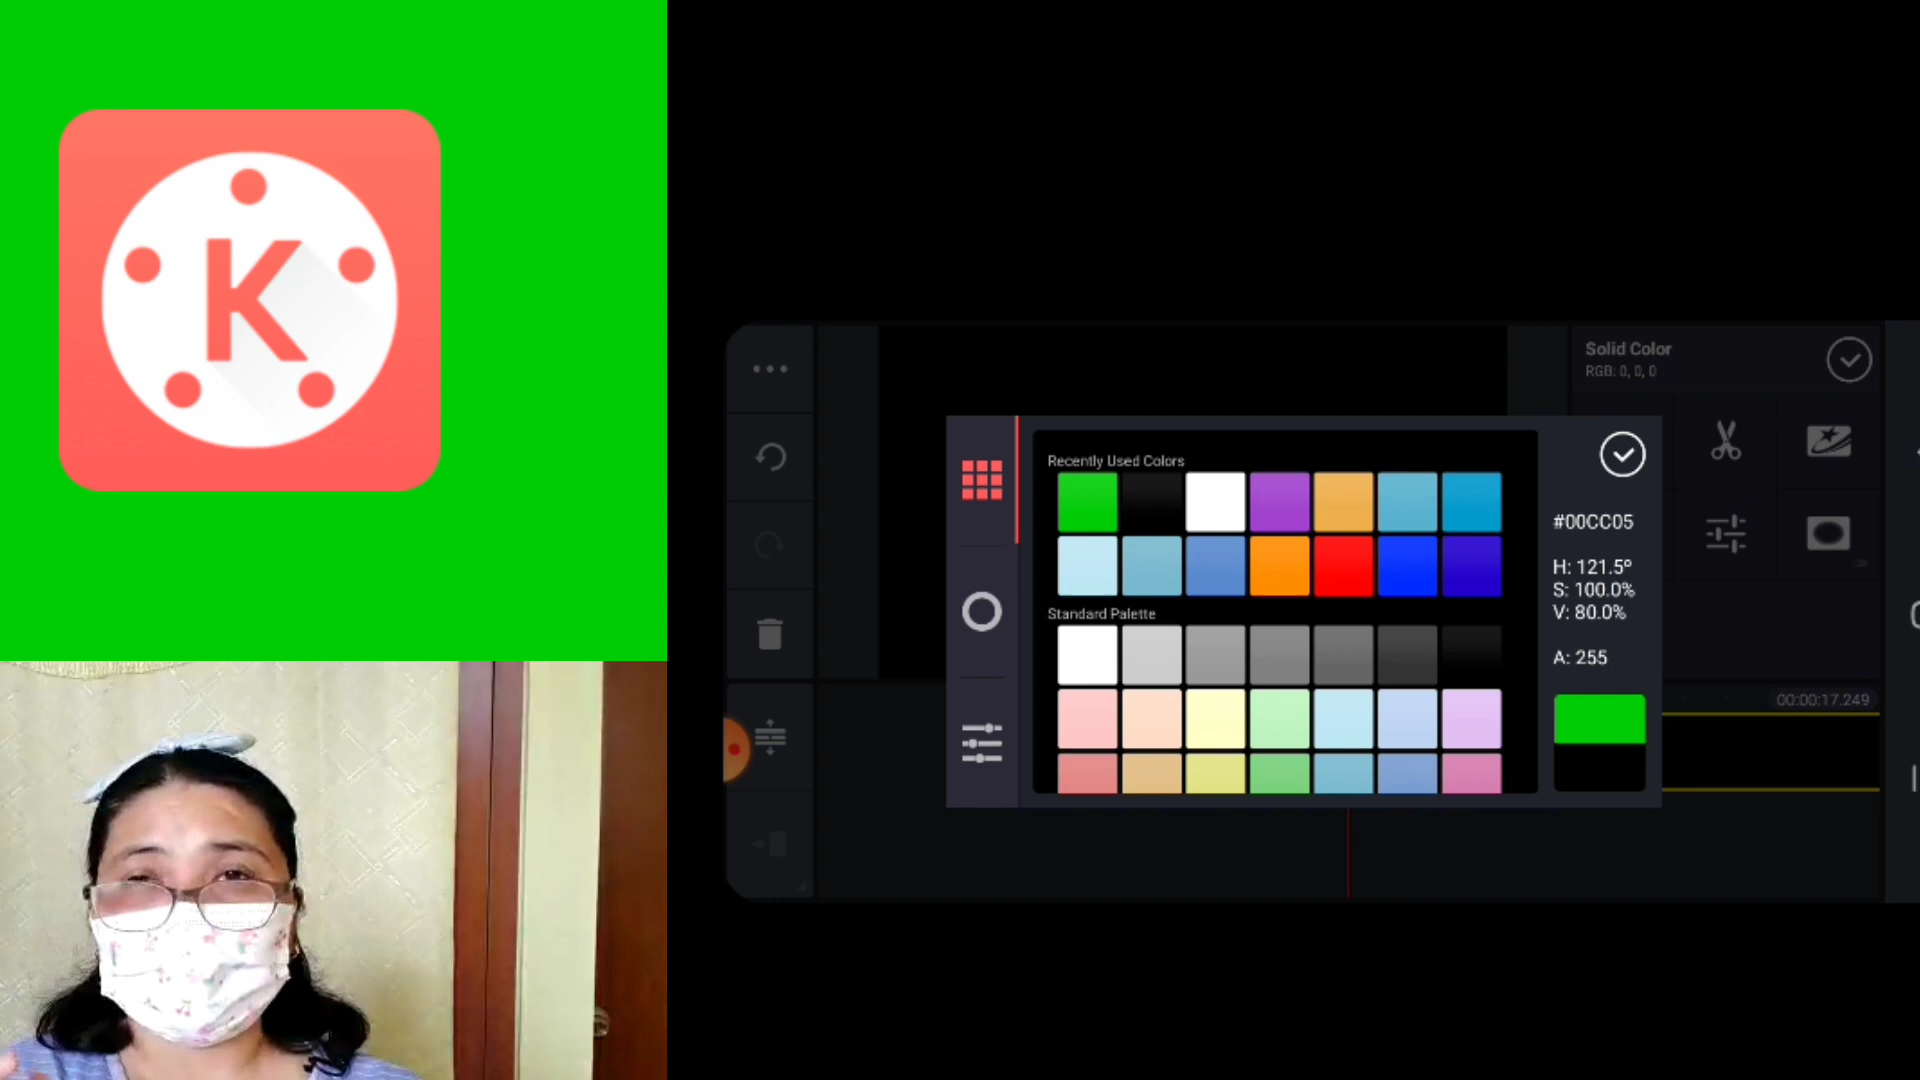 K
Solid Color
RGB: 0, 0, 0
Recently Used Colors
#00CC05
H: 121.5º
S: 100.0%
V: 80.0%
A: 255
Standard Palette
00:00:17.249